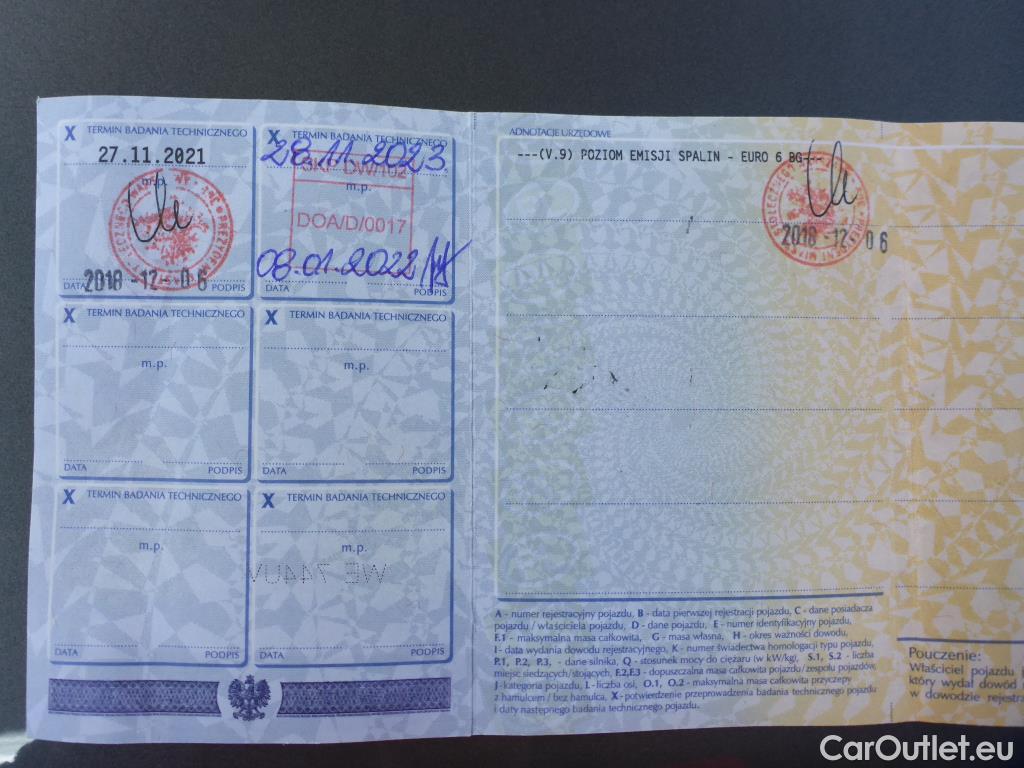 X TERMIN BADANIA TECHNICZNEGO
27.11.2021
m.p.
2018-12-06
DATA PODPIS
X TERMIN BADANIA TECHNICZNEGO
28.11.2023.
SKP DW/102
m.p.
DOA/D/0017
08.01.2022
DATA PODPIS
X TERMIN BADANIA TECHNICZNEGO
m.p.
DATA PODPIS
X TERMIN BADANIA TECHNICZNEGO
m.p.
DATA PODPIS
X TERMIN BADANIA TECHNICZNEGO
m.p.
DATA PODPIS
X TERMIN BADANIA TECHNICZNEGO
m.p.
WE 744UV
DATA PODPIS
ADNOTACJE URZĘDOWE
---(V.9) POZIOM EMISJI SPALIN - EURO 6 BG---
2018-12-06
A - numer rejestracyjny pojazdu, B - data pierwszej rejestracji pojazdu, C - dane posiadacza
pojazdu / właściciela pojazdu, D - dane pojazdu, E - numer identyfikacyjny pojazdu,
F.1 - maksymalna masa całkowita, G - masa własna, H - okres ważności dowodu,
I - data wydania dowodu rejestracyjnego, K - numer świadectwa homologacji typu pojazdu,
P.1, P.2, P.3, - dane silnika, Q - stosunek mocy do ciężaru (w kW/kg), S.1, S.2 - liczba
miejsc siedzących/stojących, F.2,F.3 - dopuszczalna masa całkowita pojazdu/zespołu pojazdów,
J - kategoria pojazdu, L - liczba osi, O.1, O.2 - maksymalna masa całkowita przyczepy
z hamulcem / bez hamulca, X - potwierdzenie przeprowadzenia badania technicznego pojazdu
i daty następnego badania technicznego pojazdu.
Pouczenie:
Właściciel pojazdu
który wydał dowód
w dowodzie rejestra
CarOutlet.eu